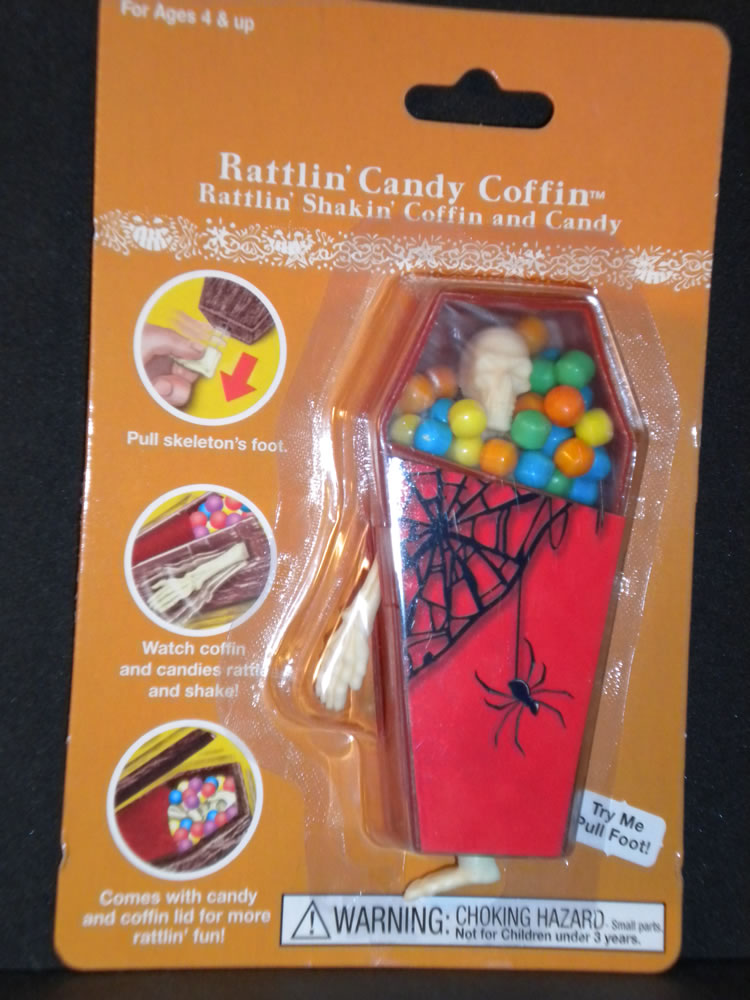 For Ages 4 & up
Rattlin' Candy Coffin™
Rattlin' Shakin' Coffin and Candy
Pull skeleton's foot.
Watch coffin
and candies rattle
and shake!
Try Me
Pull Foot!
Comes with candy
and coffin lid for more
rattlin' fun!
WARNING: CHOKING HAZARD- Small parts.
Not for Children under 3 years.